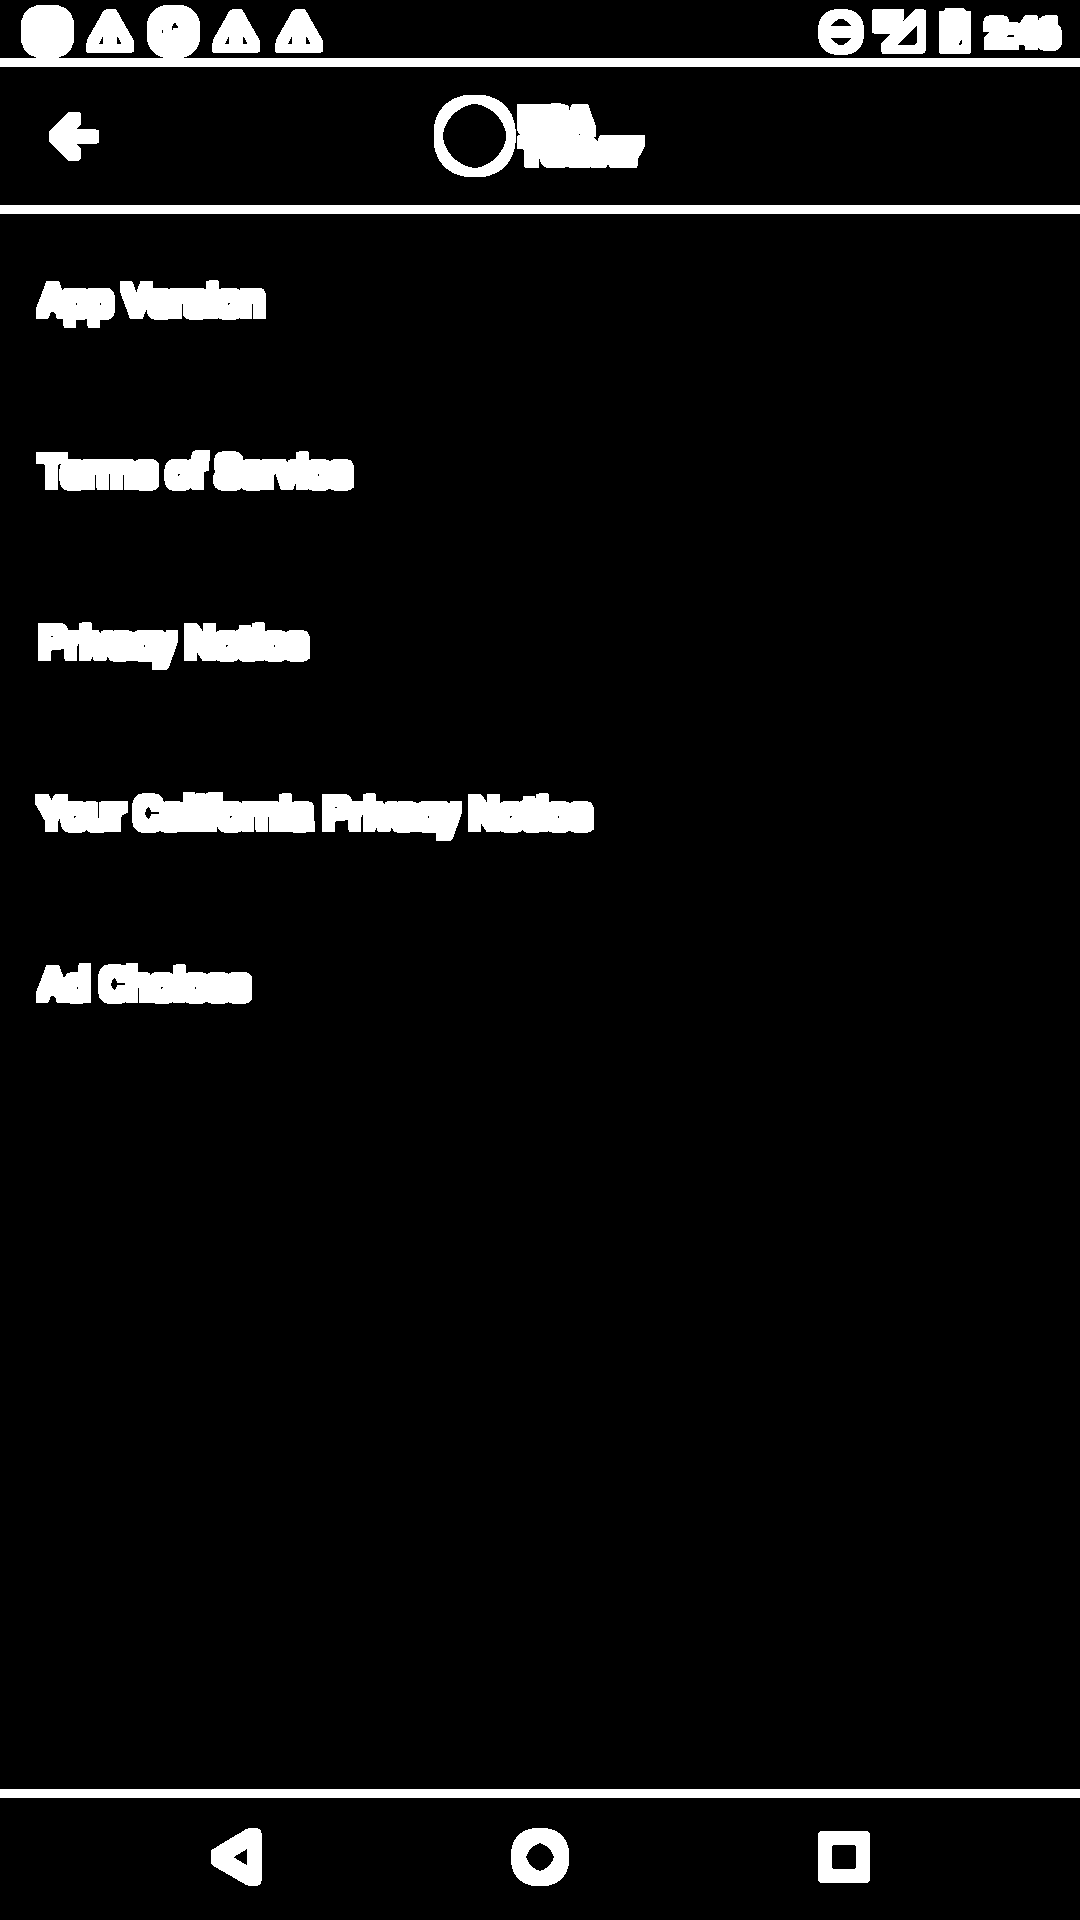 2:46
USA
TODAY
App Version
Terms of Service
Privacy Notice
Your California Privacy Notice
Ad Choices